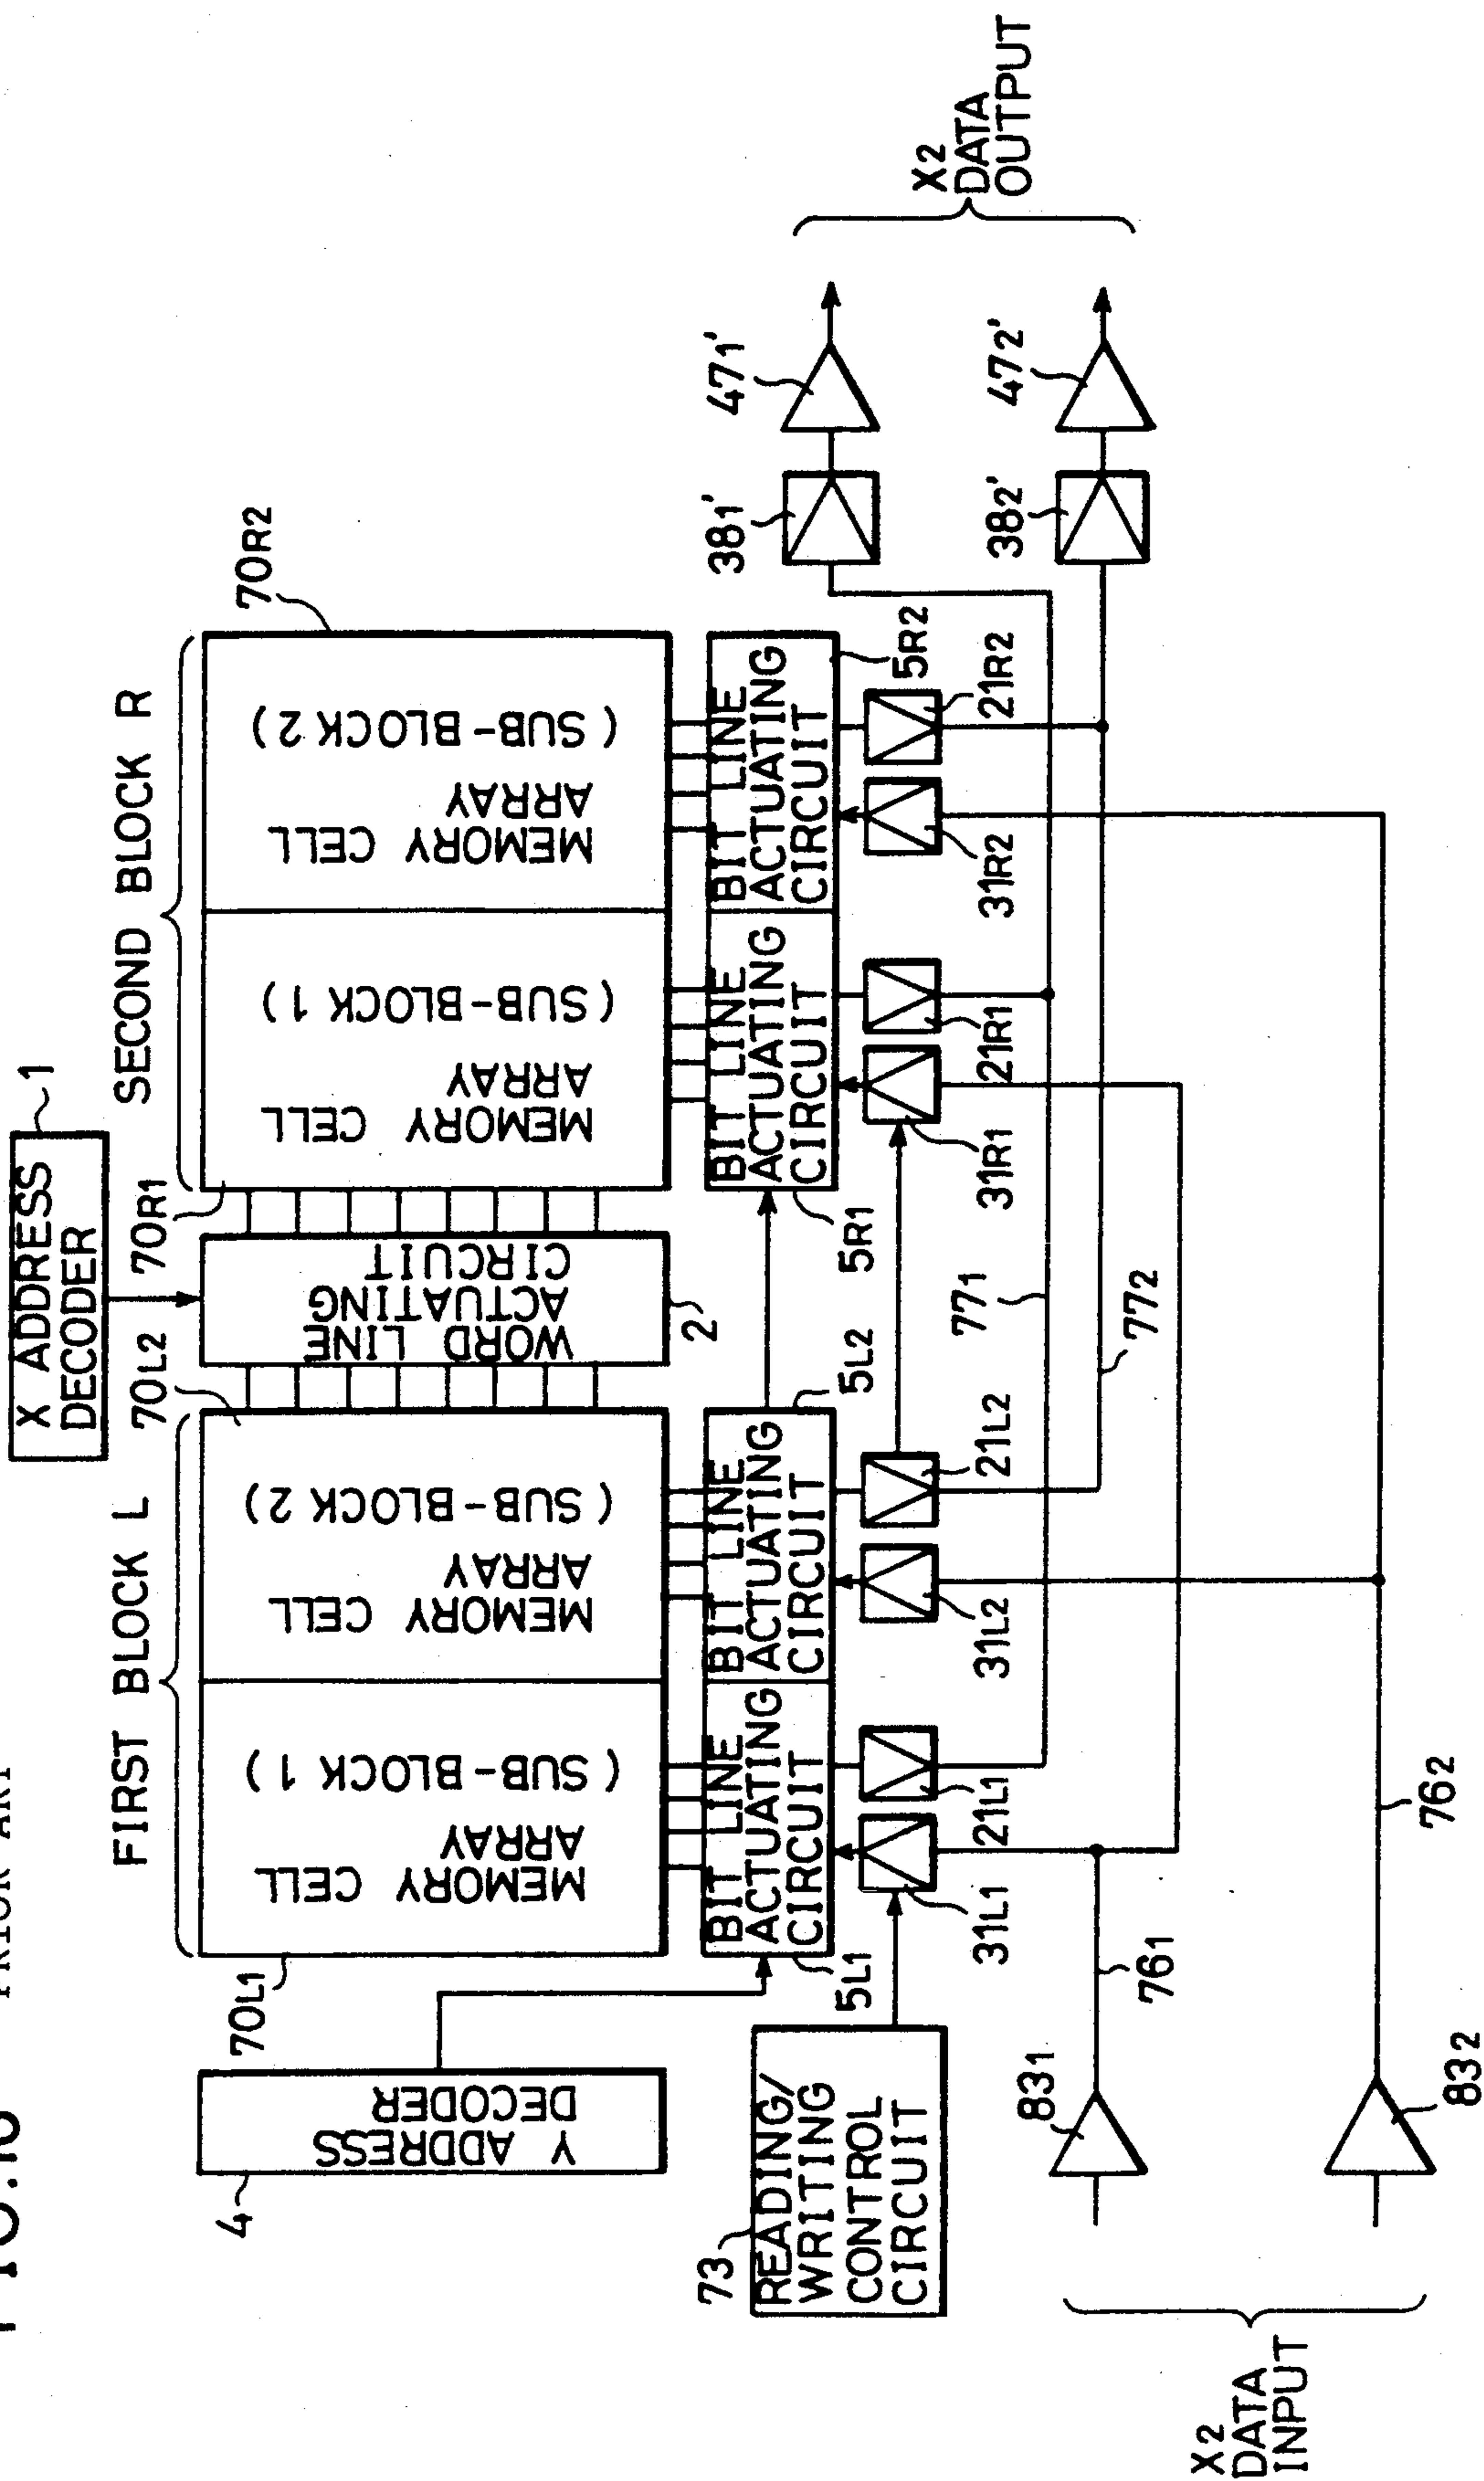 PRIOR ART
X ADDRESS
DECODER
1
FIRST BLOCK L
SECOND BLOCK R
70L1
70L2
70R1
70R2
MEMORY CELL
ARRAY
(SUB-BLOCK 1)
MEMORY CELL
ARRAY
(SUB-BLOCK 2)
WORD LINE
ACTUATING
CIRCUIT
2
MEMORY CELL
ARRAY
(SUB-BLOCK 1)
MEMORY CELL
ARRAY
(SUB-BLOCK 2)
4
Y ADDRESS
DECODER
BIT LINE
ACTUATING
CIRCUIT
BIT LINE
ACTUATING
CIRCUIT
BIT LINE
ACTUATING
CIRCUIT
BIT LINE
ACTUATING
CIRCUIT
5L1
5L2
5R1
5R2
73
READING/
WRITING
CONTROL
CIRCUIT
31L1
21L1
31L2
21L2
31R1
21R1
31R2
21R2
381'
471'
382'
472'
771
772
761
762
831
832
X2
DATA
INPUT
X2
DATA
OUTPUT